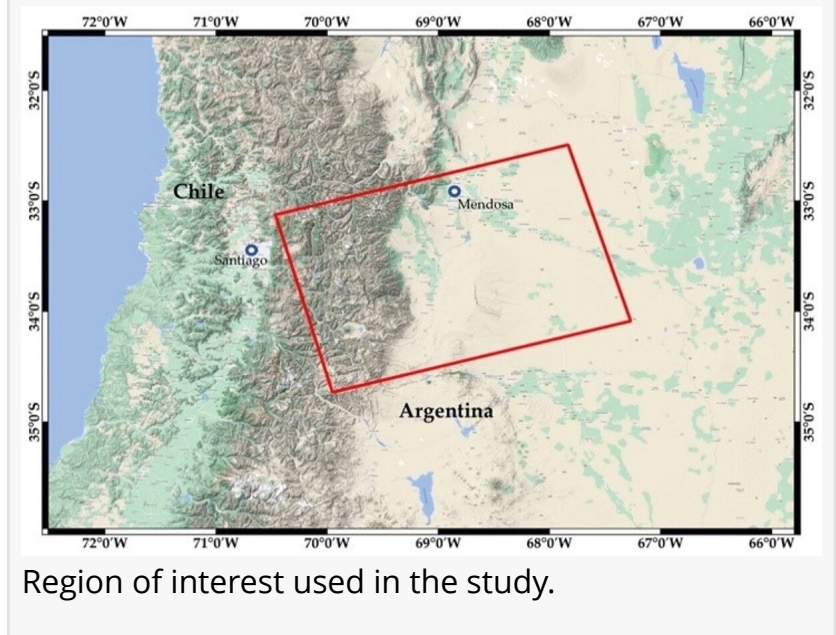 72°0'W 71°0'W 70°0'W 69°0'W 68°0'W 67°0'W 66°0'W
32°0'S 32°0'S
33°0'S 33°0'S
Chile
Mendosa
Santiago
34°0'S 34°0'S
Argentina
35°0'S 35°0'S
72°0'W 71°0'W 70°0'W 69°0'W 68°0'W 67°0'W 66°0'W
Region of interest used in the study.